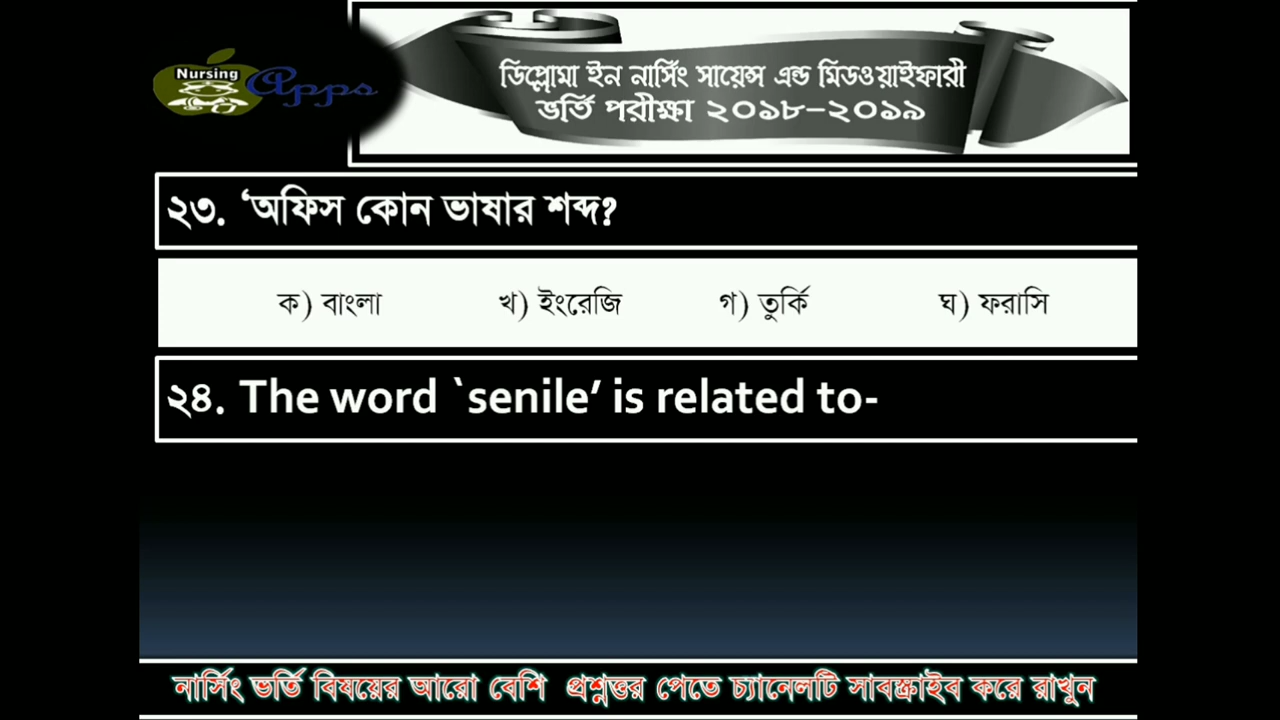 Nursing Apps
ডিপ্লোমা ইন নার্সিং সায়েন্স এন্ড মিডওয়াইফারী
ভর্তি পরীক্ষা ২০১৮-২০১৯
২৩. ‘অফিস কোন ভাষার শব্দ?
ক) বাংলা খ) ইংরেজি গ) তুর্কি ঘ) ফরাসি
২৪. The word `senile’ is related to-
নার্সিং ভর্তি বিষয়ের আরো বেশি প্রশ্নত্তর পেতে চ্যানেলটি সাবস্ক্রাইব করে রাখুন